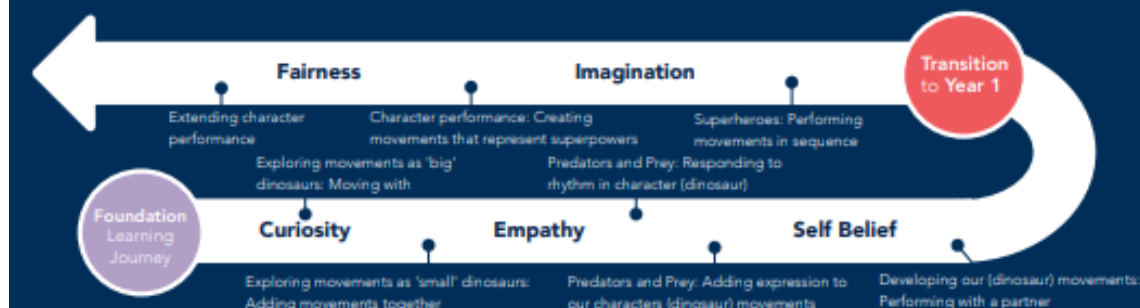 Fairness
Imagination
Transition
to Year 1
Extending character
performance
Character performance: Creating
movements that represent superpowers
Superheroes: Performing
movements in sequence
Exploring movements as 'big'
dinosaurs: Moving with
Predators and Prey: Responding to
rhythm in character (dinosaur)
Foundation
Learning
Journey
Curiosity
Empathy
Self Belief
Exploring movements as 'small' dinosaurs:
Adding movements together
Predators and Prey: Adding expression to
our characters (dinosaur) movements
Developing our (dinosaur) movements:
Performing with a partner